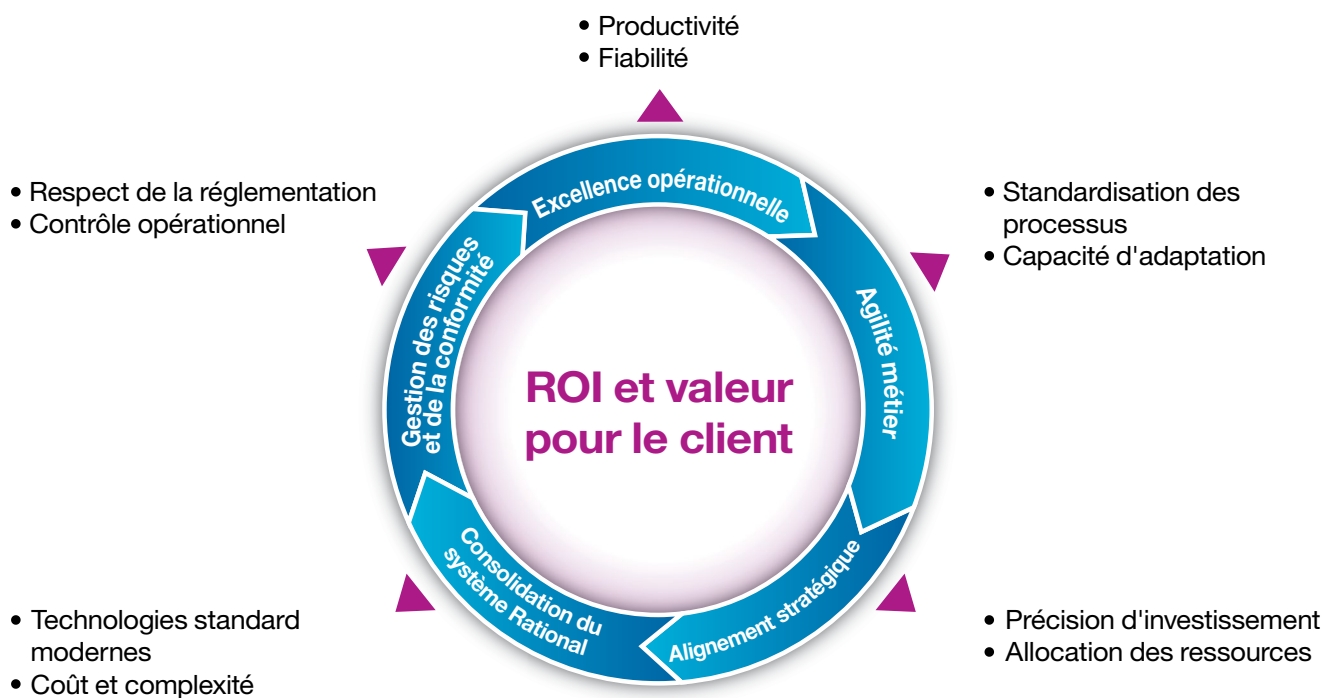 • Productivité
• Fiabilité
• Respect de la réglementation
• Contrôle opérationnel
• Standardisation des
processus
• Capacité d'adaptation
Excellence opérationnelle
Agilité métier
Gestion des risques
et de la conformité
ROI et valeur
pour le client
Consolidation du
système Rational
Alignement stratégique
• Technologies standard
modernes
• Coût et complexité
• Précision d'investissement
• Allocation des ressources